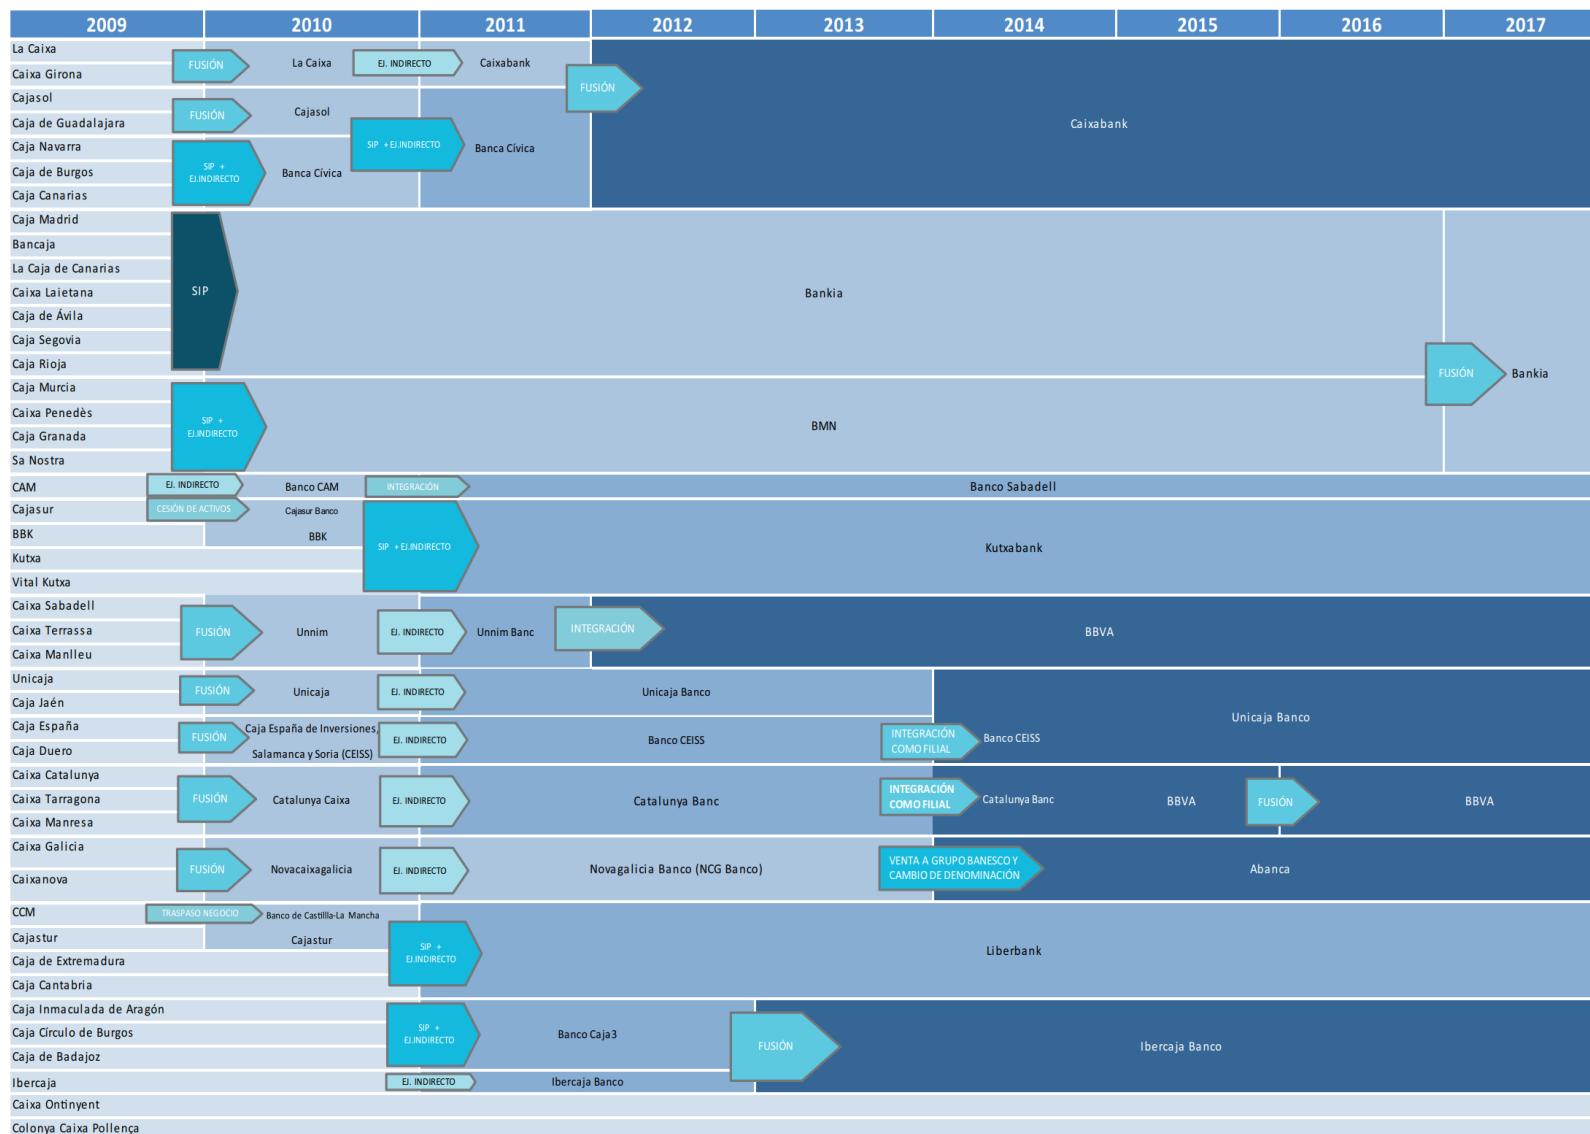 2009 2010 2011 2012 2013 2014 2015 2016 2017
La Caixa
Caixa Girona
FUSIÓN
La Caixa
EJ. INDIRECTO
Caixabank
FUSIÓN
Caixabank
Cajasol
Caja de Guadalajara
FUSIÓN
Cajasol
SIP + EJ.INDIRECTO
Banca Cívica
Caja Navarra
Caja de Burgos
Caja Canarias
SIP +
EJ.INDIRECTO
Banca Cívica
Caja Madrid
Bancaja
La Caja de Canarias
Caixa Laietana
Caja de Ávila
Caja Segovia
Caja Rioja
SIP
Bankia
FUSIÓN
Bankia
Caja Murcia
Caixa Penedès
Caja Granada
Sa Nostra
SIP +
EJ.INDIRECTO
BMN
CAM
EJ. INDIRECTO
Banco CAM
INTEGRACIÓN
Banco Sabadell
Cajasur
CESIÓN DE ACTIVOS
Cajasur Banco
BBK
BBK
Kutxa
Vital Kutxa
SIP + EJ.INDIRECTO
Kutxabank
Caixa Sabadell
Caixa Terrassa
Caixa Manlleu
FUSIÓN
Unnim
EJ. INDIRECTO
Unnim Banc
INTEGRACIÓN
BBVA
Unicaja
Caja Jaén
FUSIÓN
Unicaja
EJ. INDIRECTO
Unicaja Banco
Unicaja Banco
Caja España
Caja Duero
FUSIÓN
Caja España de Inversiones,
Salamanca y Soria (CEISS)
EJ. INDIRECTO
Banco CEISS
INTEGRACIÓN
COMO FILIAL
Banco CEISS
Caixa Catalunya
Caixa Tarragona
Caixa Manresa
FUSIÓN
Catalunya Caixa
EJ. INDIRECTO
Catalunya Banc
INTEGRACIÓN
COMO FILIAL
Catalunya Banc
BBVA
FUSIÓN
BBVA
Caixa Galicia
Caixanova
FUSIÓN
Novacaixagalicia
EJ. INDIRECTO
Novagalicia Banco (NCG Banco)
VENTA A GRUPO BANESCO Y
CAMBIO DE DENOMINACIÓN
Abanca
CCM
TRASPASO NEGOCIO
Banco de Castillla-La Mancha
Cajastur
Cajastur
Caja de Extremadura
Caja Cantabria
SIP +
EJ.INDIRECTO
Liberbank
Caja Inmaculada de Aragón
Caja Círculo de Burgos
Caja de Badajoz
SIP +
EJ.INDIRECTO
Banco Caja3
FUSIÓN
Ibercaja Banco
Ibercaja
EJ. INDIRECTO
Ibercaja Banco
Caixa Ontinyent
Colonya Caixa Pollença